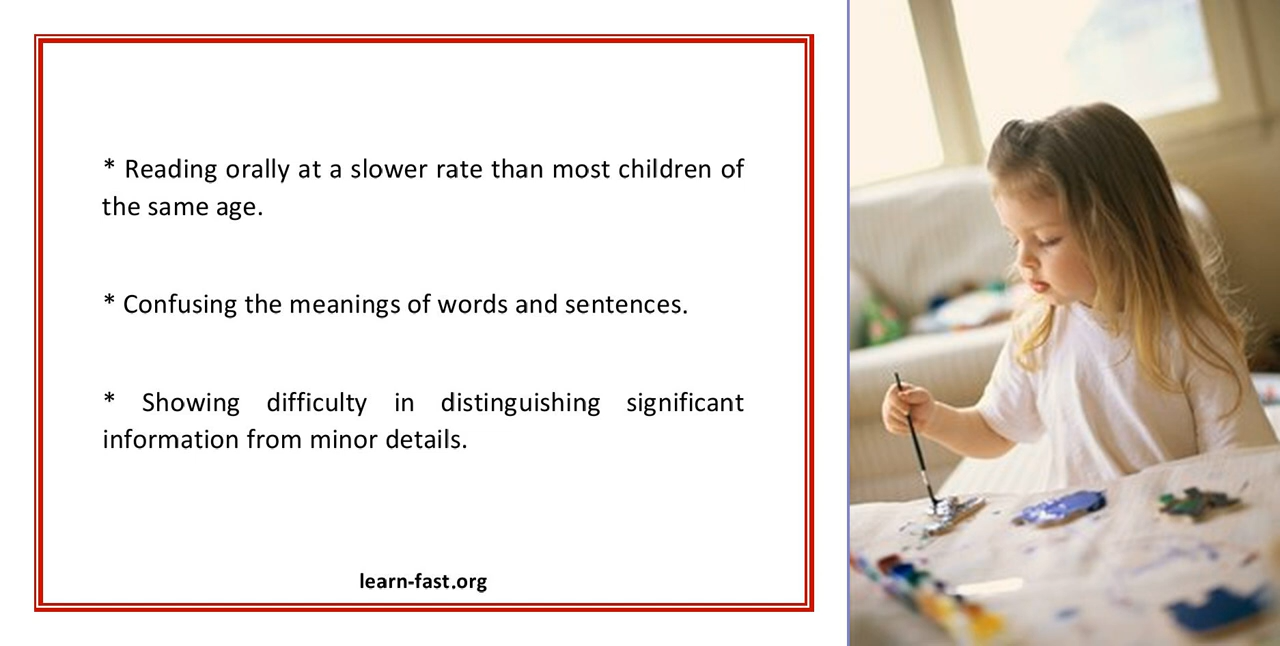 * Reading orally at a slower rate than most children of
the same age.
* Confusing the meanings of words and sentences.
* Showing difficulty in distinguishing significant
information from minor details.
learn-fast.org